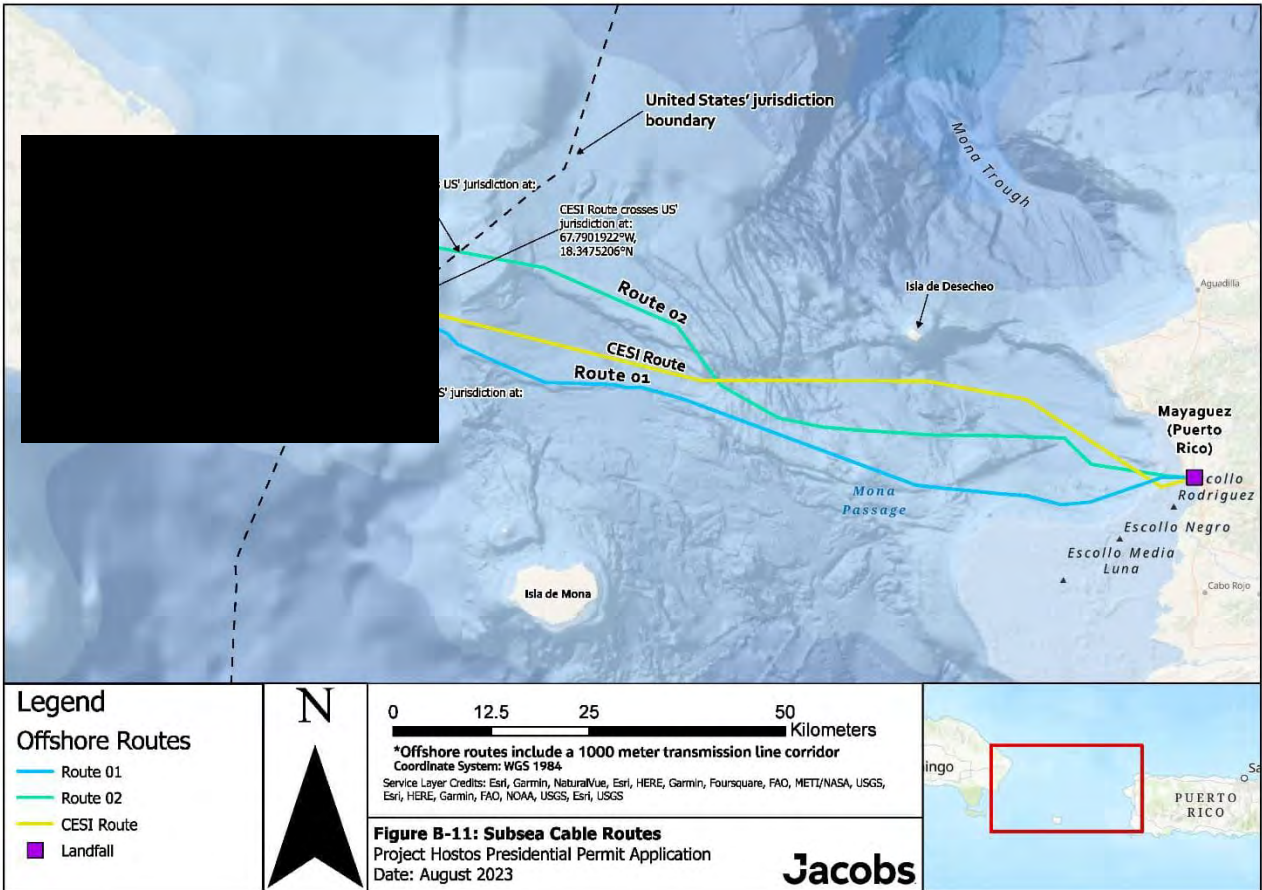 United States' jurisdiction
boundary
Mona Trough
US' jurisdiction at:
CESI Route crosses US'
jurisdiction at:
67.7901922°W,
18.3475206°N
Isla de Desecheo
Aguadilla
Route 02
CESI Route
Route 01
jurisdiction at:
Mayaguez
(Puerto
Rico)
collo
Rodriguez
Mona
Passage
Escollo Negro
Escollo Media
Luna
Isla de Mona
Cabo Rojo
Legend
Offshore Routes
Route 01
Route 02
CESI Route
Landfall
N
0 12.5 25 50
Kilometers
*Offshore routes include a 1000 meter transmission line corridor
Coordinate System: WGS 1984
Service Layer Credits: Esri, Garmin, NaturalVue, Esri, HERE, Garmin, Foursquare, FAO, METI/NASA, USGS,
Esri, HERE, Garmin, FAO, NOAA, USGS, Esri, USGS
Figure B-11: Subsea Cable Routes
Project Hostos Presidential Permit Application
Date: August 2023
Jacobs
ingo
Sa
PUERTO
RICO